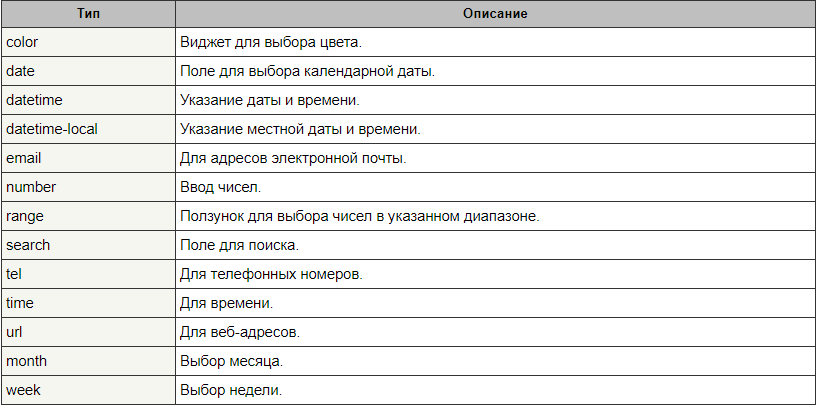 Тип Описание
color Виджет для выбора цвета.
date Поле для выбора календарной даты.
datetime Указание даты и времени.
datetime-local Указание местной даты и времени.
email Для адресов электронной почты.
number Ввод чисел.
range Ползунок для выбора чисел в указанном диапазоне.
search Поле для поиска.
tel Для телефонных номеров.
time Для времени.
url Для веб-адресов.
month Выбор месяца.
week Выбор недели.